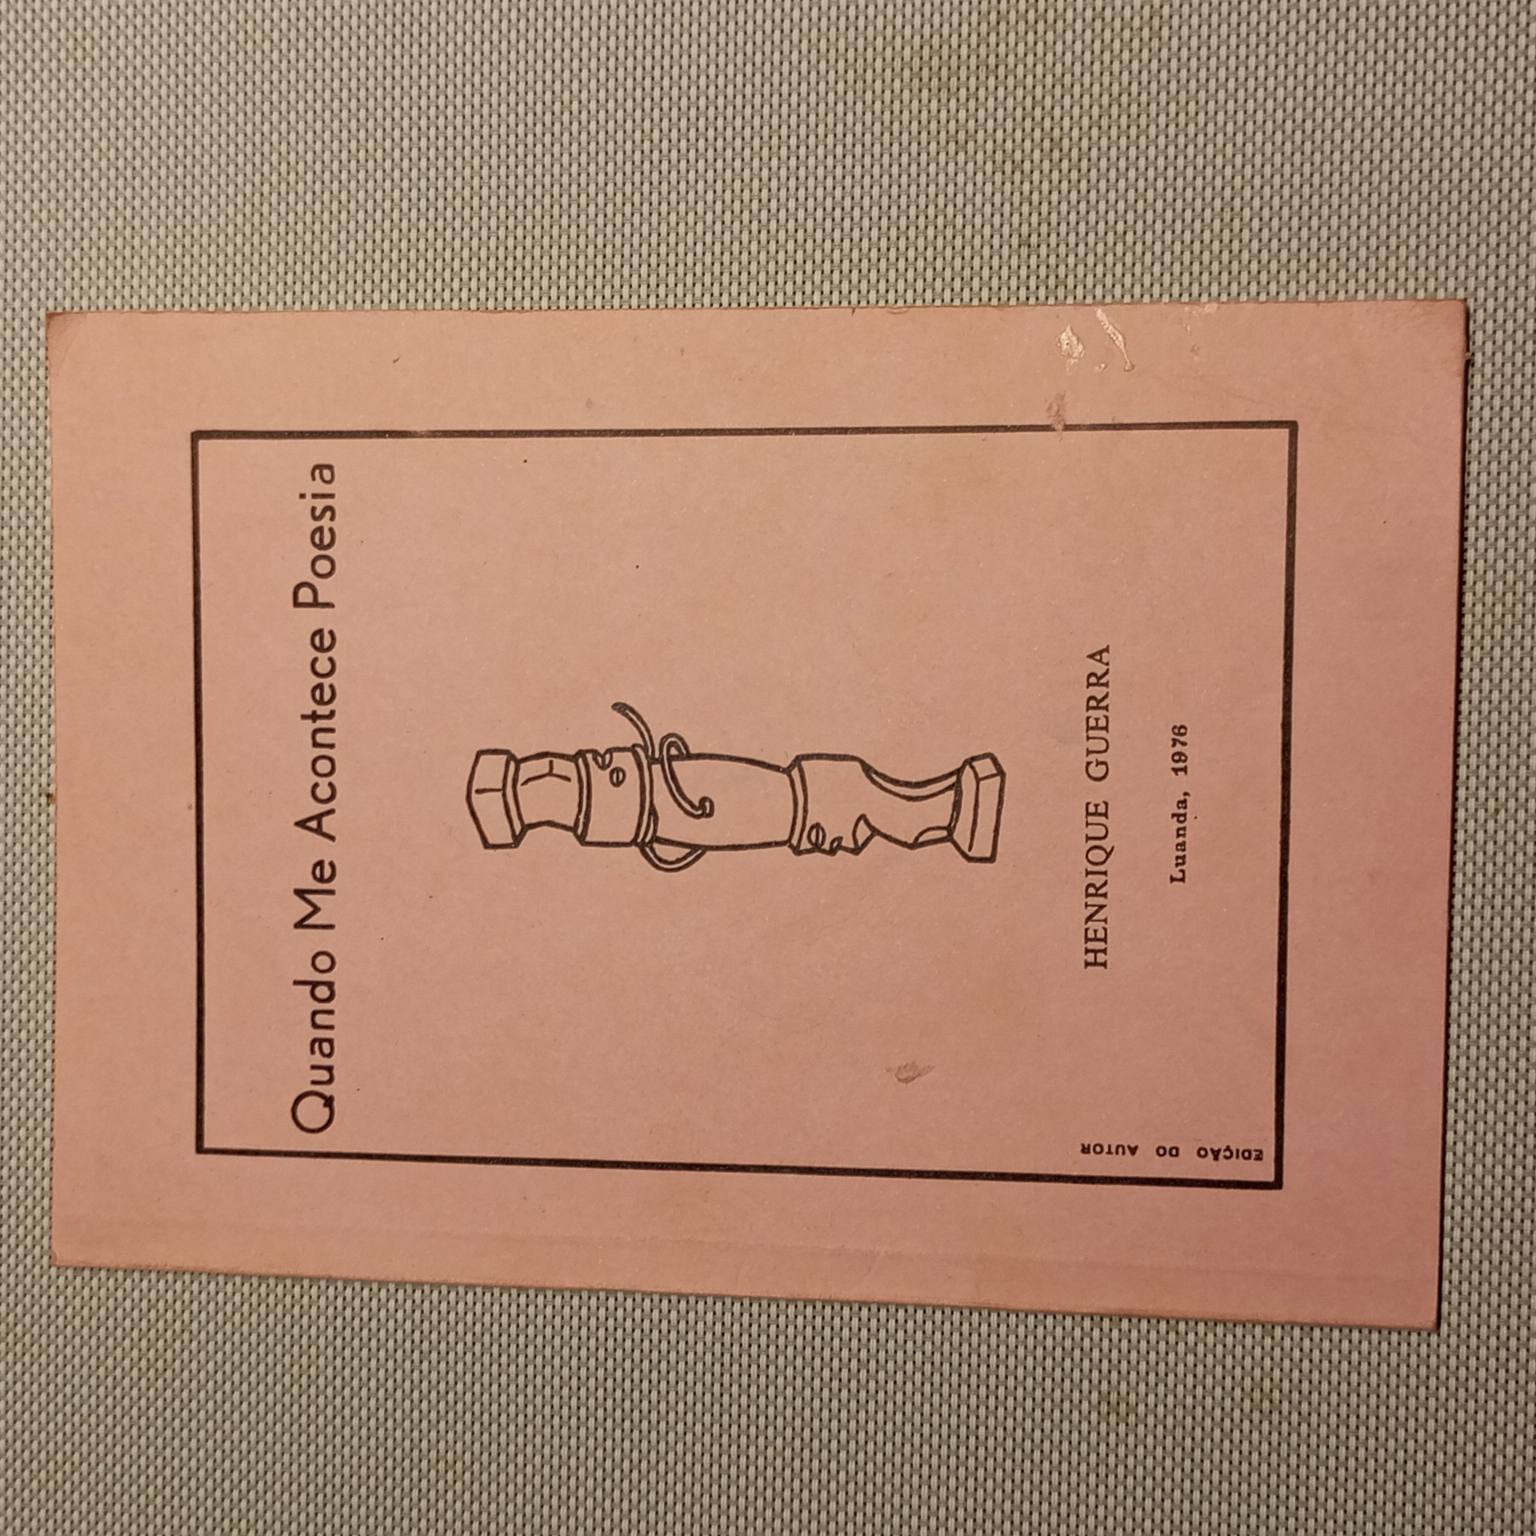 Quando Me Acontece Poesia
HENRIQUE GUERRA
Luanda, 1976
EDIÇÃO DO AUTOR